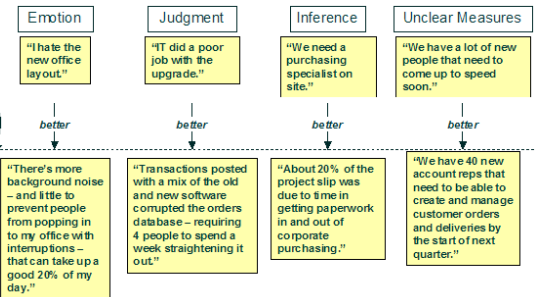 Emotion
Judgment
Inference
Unclear Measures
“I hate the
new office
layout.”
“IT did a poor
job with the
upgrade.”
“We need a
purchasing
specialist on
site.”
“We have a lot of new
people that need to
come up to speed
soon.”
better
better
better
better
“There's more
background noise
– and little to
prevent people
from popping in
to my office with
interruptions –
that can take up a
good 20% of my
day.”
“Transactions posted
with a mix of the old
and new software
corrupted the orders
database – requiring
4 people to spend a
week straightening it
out.”
“About 20% of the
project slip was
due to time in
getting paperwork
in and out of
corporate
purchasing.”
“We have 40 new
account reps that
need to be able to
create and manage
customer orders
and deliveries by
the start of next
quarter.”